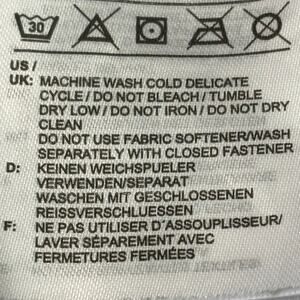 30
US /
UK: MACHINE WASH COLD DELICATE
CYCLE / DO NOT BLEACH / TUMBLE
DRY LOW / DO NOT IRON / DO NOT DRY
CLEAN
DO NOT USE FABRIC SOFTENER/WASH
SEPARATELY WITH CLOSED FASTENER
D: KEINEN WEICHSPUELER
VERWENDEN/SEPARAT
WASCHEN MIT GESCHLOSSENEN
REISSVERSCHLUESSEN
F: NE PAS UTILISER D´ASSOUPLISSEUR/
LAVER SÉPAREMENT AVEC
FERMETURES FERMÉES